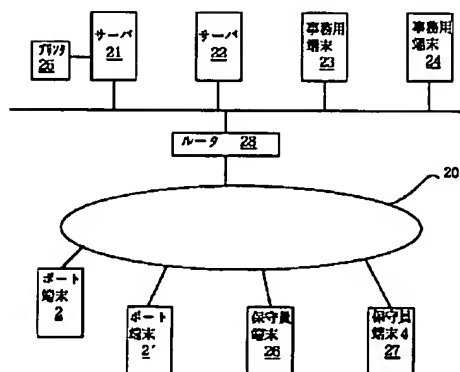 プリンタ
25
サーバ
21
サーバ
22
事務用
端末
23
事務用
端末
24
ルータ 28
20
ポート
端末
2
ポート
端末
2'
保守員
端末
26
保守員
端末4
27